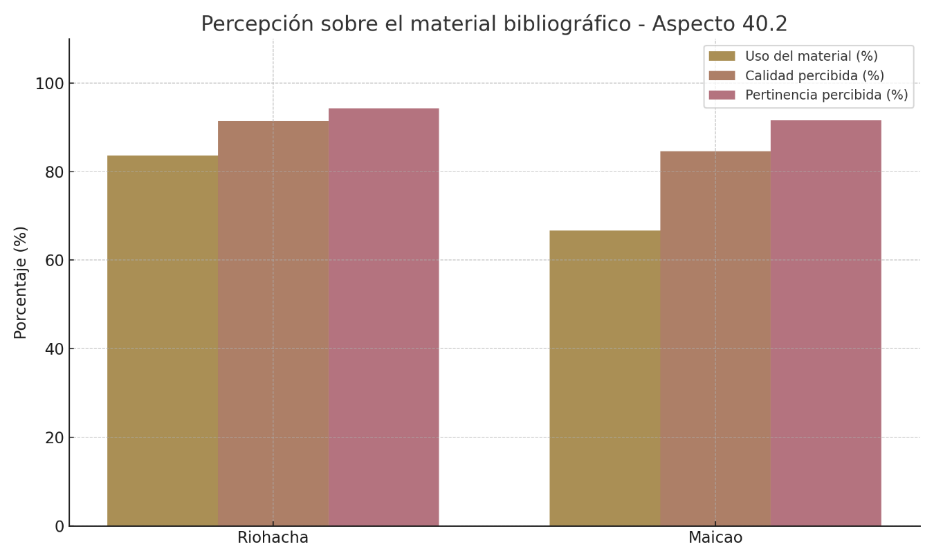 Percepción sobre el material bibliográfico - Aspecto 40.2
Uso del material (%)
Calidad percibida (%)
Pertinencia percibida (%)
Porcentaje (%)
100
80
60
40
20
0
Riohacha
Maicao